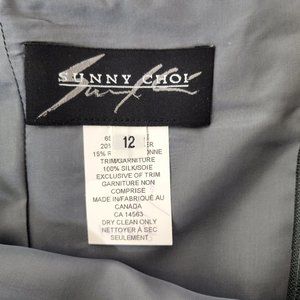 SUNNY CHOI
12
TRIM/GARNITURE
100% SILK/SOIE
EXCLUSIVE OF TRIM
GARNITURE NON
COMPRISE
MADE IN/FABRIQUÉ AU
CANADA
CA 14563
DRY CLEAN ONLY
NETTOYER À SEC
SEULEMENT